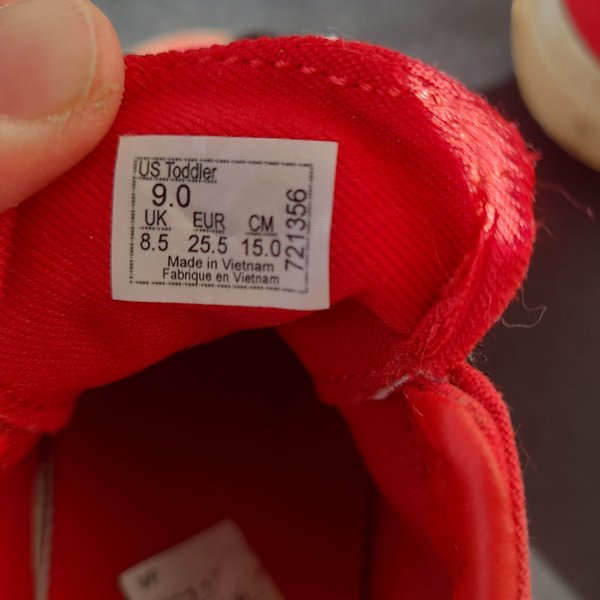 US Toddler
9.0
UK EUR CM
8.5 25.5 15.0
Made in Vietnam
Fabrique en Vietnam
721356